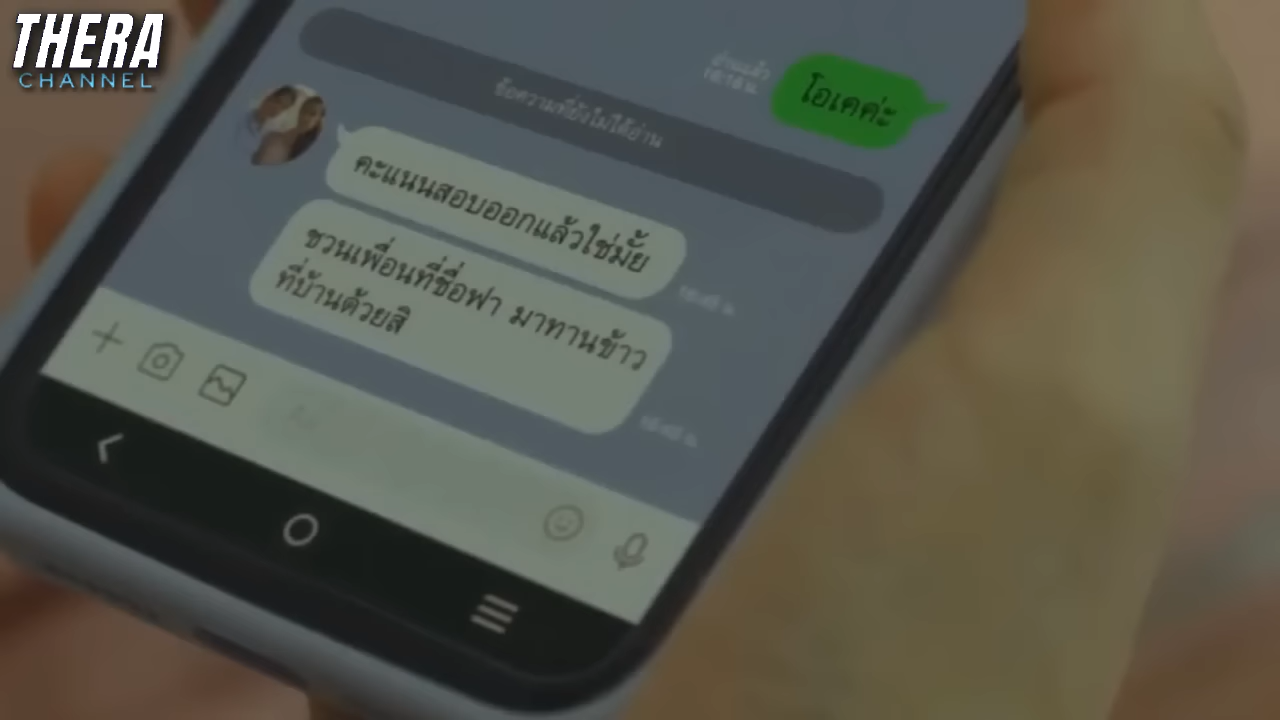 THERA
CHANNEL
โอเคค่ะ
ข้อความที่ยังไม่ได้อ่าน
คะแนนสอบออกแล้วใช่มั้ย
ชวนเพื่อนที่ชื่อฟา มาทานข้าว
ที่บ้านด้วยสิ